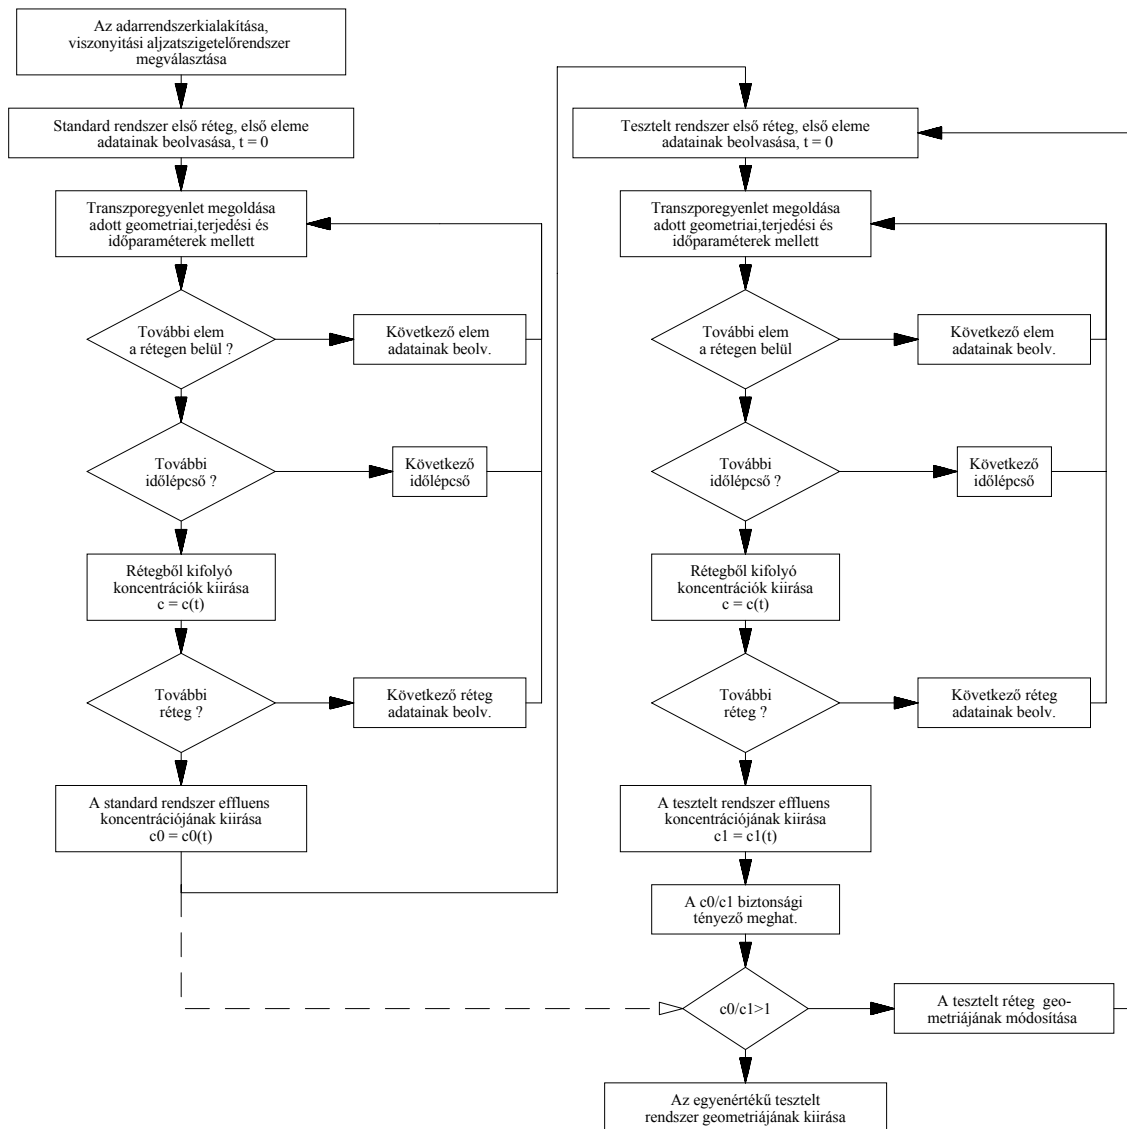 Az adarrendszerkialakítása,
viszonyitási aljzatszigetelőrendszer
megválasztása
Standard rendszer első réteg, első eleme
adatainak beolvasása, t = 0
Transzporegyenlet megoldása
adott geometriai,terjedési és
időparaméterek mellett
További elem
a rétegen belül ?
Következő elem
adatainak beolv.
További
időlépcső ?
Következő
időlépcső
Rétegből kifolyó
koncentrációk kiirása
c = c(t)
További
réteg ?
Következő réteg
adatainak beolv.
A standard rendszer effluens
koncentrációjának kiirása
c0 = c0(t)
Tesztelt rendszer első réteg, első eleme
adatainak beolvasása, t = 0
Transzporegyenlet megoldása
adott geometriai,terjedési és
időparaméterek mellett
További elem
a rétegen belül
Következő elem
adatainak beolv.
További
időlépcső ?
Következő
időlépcső
Rétegből kifolyó
koncentrációk kiirása
c = c(t)
További
réteg ?
Következő réteg
adatainak beolv.
A tesztelt rendszer effluens
koncentrációjának kiirása
c1 = c1(t)
A c0/c1 biztonsági
tényező meghat.
c0/c1>1
A tesztelt réteg geo-
metriájának módosítása
Az egyenértékű tesztelt
rendszer geometriájának kiirása